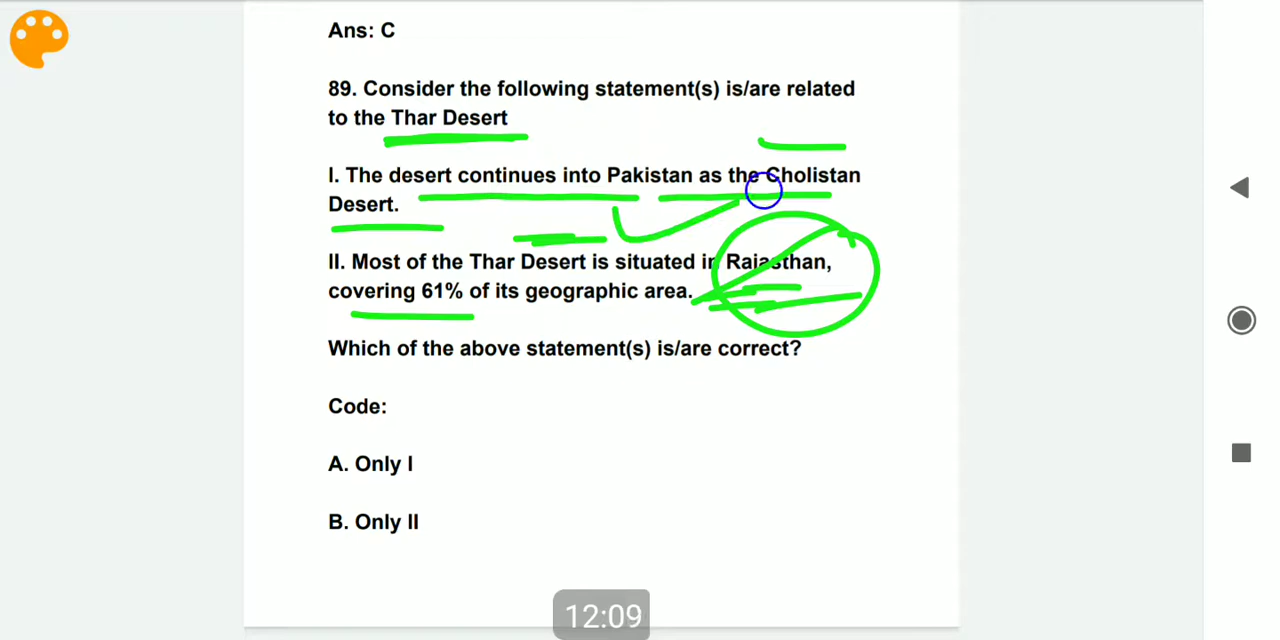 Ans: C
89. Consider the following statement(s) is/are related
to the Thar Desert
I. The desert continues into Pakistan as the Cholistan
Desert.
II. Most of the Thar Desert is situated in Rajasthan,
covering 61% of its geographic area.
Which of the above statement(s) is/are correct?
Code:
A. Only I
B. Only II
12:09